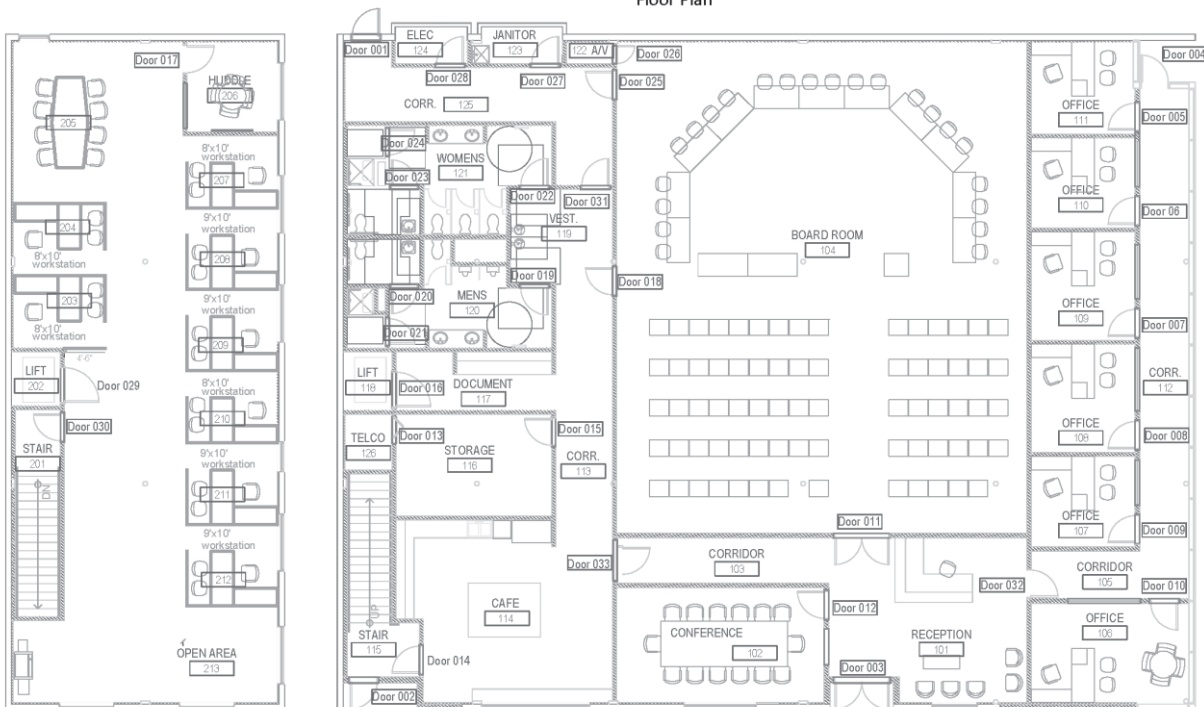 Floor Plan
Door 017
HUDDLE
206
205
8'x10'
workstation
207
204
8'x10'
workstation
9'x10'
workstation
208
203
8'x10'
workstation
9'x10'
workstation
209
4'-6"
LIFT
202
Door 029
8'x10'
workstation
210
Door 030
STAIR
201
DN
9'x10'
workstation
211
9'x10'
workstation
212
OPEN AREA
213
Door 001
ELEC
124
JANITOR
123
122 A/V
Door 026
Door 028
Door 027
Door 025
CORR. 125
Door 024
WOMENS
121
Door 023
Door 022
Door 031
VEST.
119
Door 019
Door 018
Door 020
MENS
120
Door 021
LIFT
118
Door 016
DOCUMENT
117
Door 013
TELCO
126
STORAGE
116
Door 015
CORR.
113
UP
CAFE
114
Door 033
STAIR
115
Door 014
Door 002
BOARD ROOM
104
Door 011
CORRIDOR
103
Door 032
Door 012
CONFERENCE
102
RECEPTION
101
Door 003
Door 004
OFFICE
111
Door 005
OFFICE
110
Door 06
OFFICE
109
Door 007
CORR.
112
OFFICE
108
Door 008
OFFICE
107
Door 009
CORRIDOR
105
Door 010
OFFICE
106